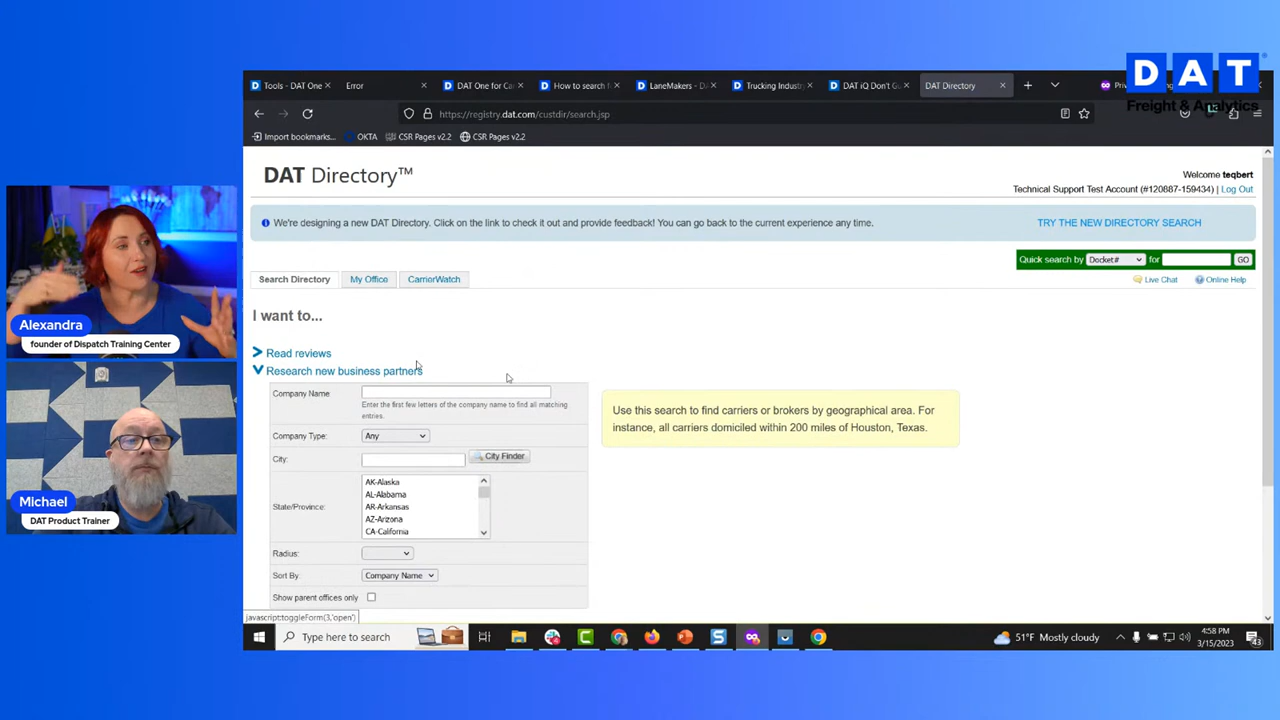 DAT
Freight & Analytics
Tools - DAT One
Error
DAT One for Ca
How to search f
LaneMakers - Da
Trucking Indust
DAT iQ Don't Gu
DAT Directory
https://registry.dat.com/custdir/search.jsp
Import bookmarks...
OKTA
CSR Pages v2.2
CSR Pages v2.2
DAT Directory™
Welcome teqbert
Technical Support Test Account (#120887-159434) | Log Out
We're designing a new DAT Directory. Click on the link to check it out and provide feedback! You can go back to the current experience any time.
TRY THE NEW DIRECTORY SEARCH
Quick search by Docket# for GO
Search Directory
My Office
CarrierWatch
Live Chat
Online Help
I want to...
Read reviews
Research new business partners
Company Name
Enter the first few letters of the company name to find all matching
entries.
Use this search to find carriers or brokers by geographical area. For
instance, all carriers domiciled within 200 miles of Houston, Texas.
Company Type:
Any
City:
City Finder
State/Province:
AK-Alaska
AL-Alabama
AR-Arkansas
AZ-Arizona
CA-California
Radius:
Sort By:
Company Name
Show parent offices only
javascript:toggleForm(3,'open')
Alexandra
founder of Dispatch Training Center
Michael
DAT Product Trainer
Type here to search
51°F Mostly cloudy
4:58 PM
3/15/2023
43